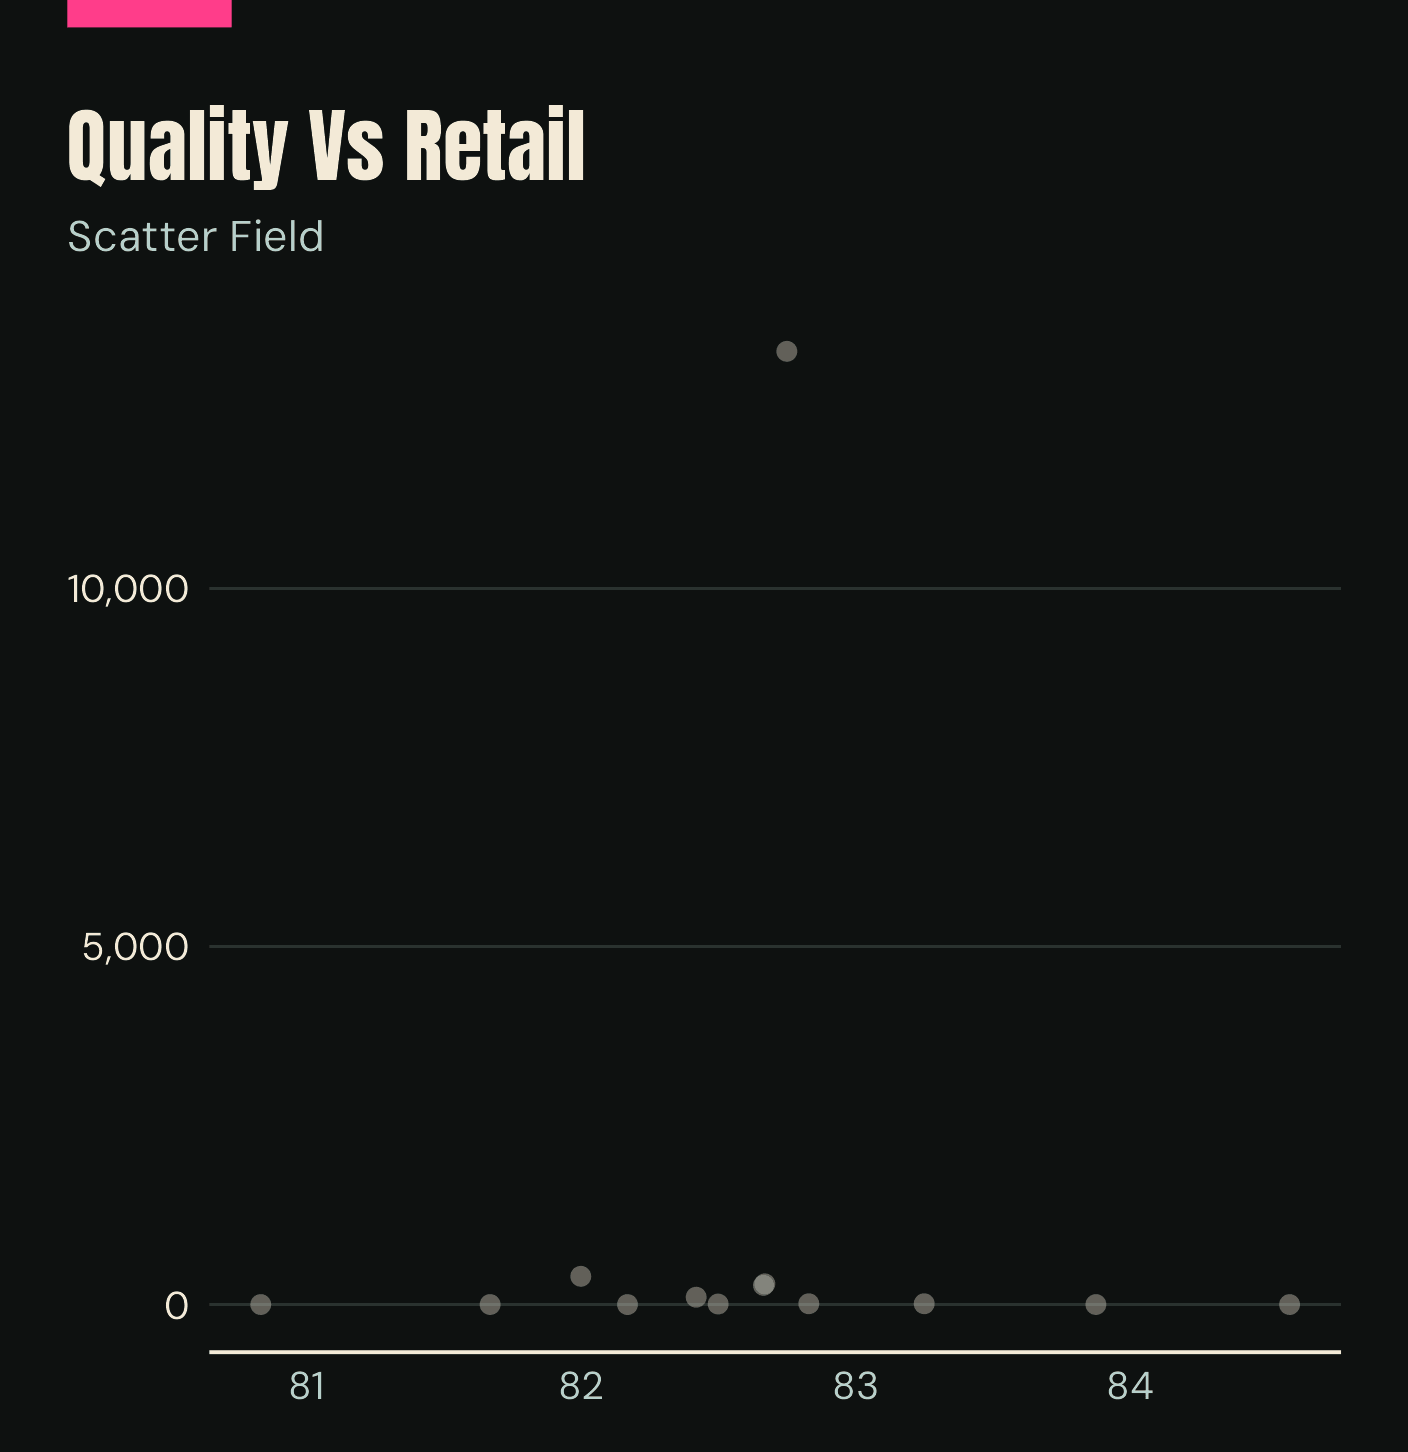 Quality Vs Retail
Scatter Field
10,000
5,000
0
81 82 83 84